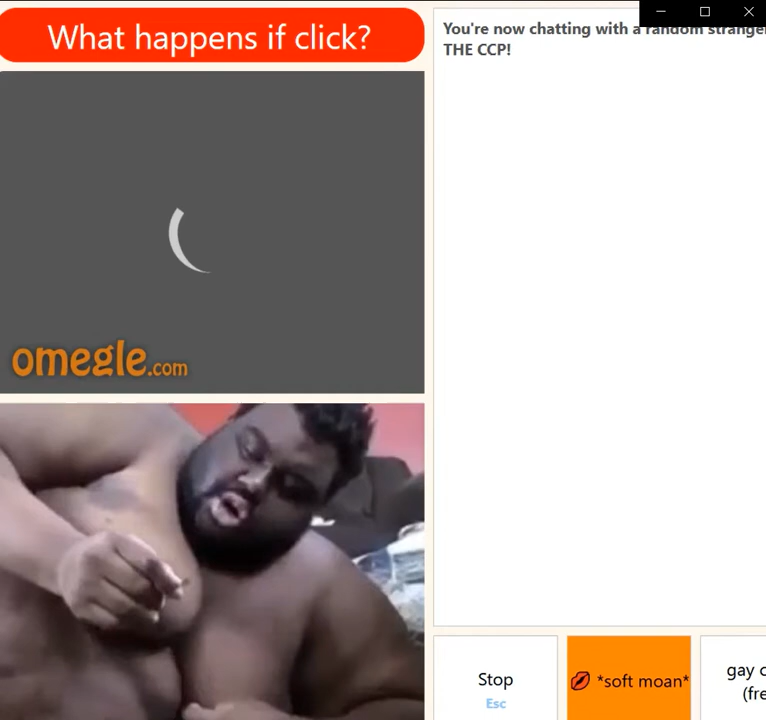 What happens if click?
You're now chatting with a random stranger
THE CCP!
omegle.com
Stop
Esc
*soft moan*
gay
(fre